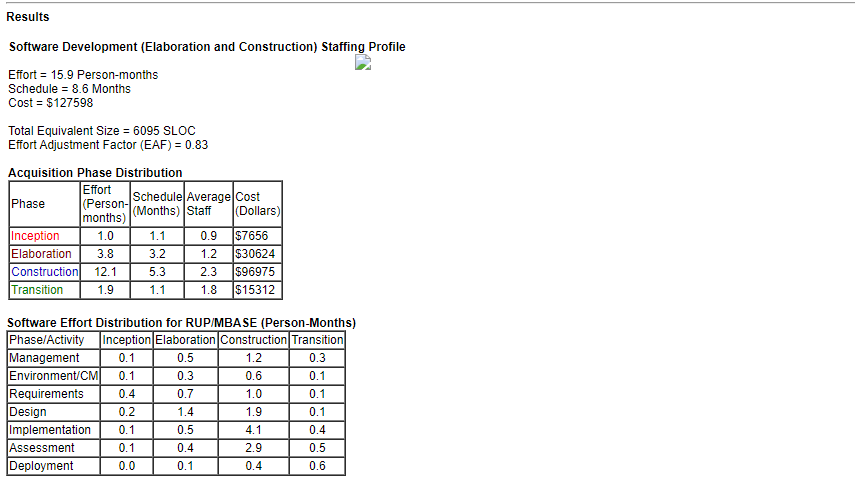 Results
Software Development (Elaboration and Construction) Staffing Profile
Effort = 15.9 Person-months
Schedule = 8.6 Months
Cost = $127598
Total Equivalent Size = 6095 SLOC
Effort Adjustment Factor (EAF) = 0.83
Acquisition Phase Distribution
Phase Effort (Person-months) Schedule (Months) Average Staff Cost (Dollars)
Inception 1.0 1.1 0.9 $7656
Elaboration 3.8 3.2 1.2 $30624
Construction 12.1 5.3 2.3 $96975
Transition 1.9 1.1 1.8 $15312
Software Effort Distribution for RUP/MBASE (Person-Months)
Phase/Activity Inception Elaboration Construction Transition
Management 0.1 0.5 1.2 0.3
Environment/CM 0.1 0.3 0.6 0.1
Requirements 0.4 0.7 1.0 0.1
Design 0.2 1.4 1.9 0.1
Implementation 0.1 0.5 4.1 0.4
Assessment 0.1 0.4 2.9 0.5
Deployment 0.0 0.1 0.4 0.6